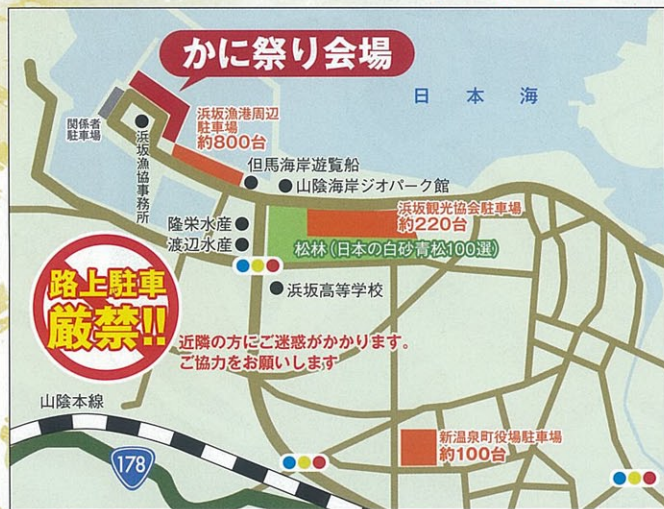 かに祭り会場
日本海
関係者
駐車場
浜坂漁協事務所
浜坂漁港周辺
駐車場
約800台
但馬海岸遊覧船
山陰海岸ジオパーク館
浜坂観光協会駐車場
約220台
隆栄水産
渡辺水産
松林(日本の白砂青松100選)
浜坂高等学校
路上駐車
厳禁!!
近隣の方にご迷惑がかかります。
ご協力をお願いします
山陰本線
178
新温泉町役場駐車場
約100台